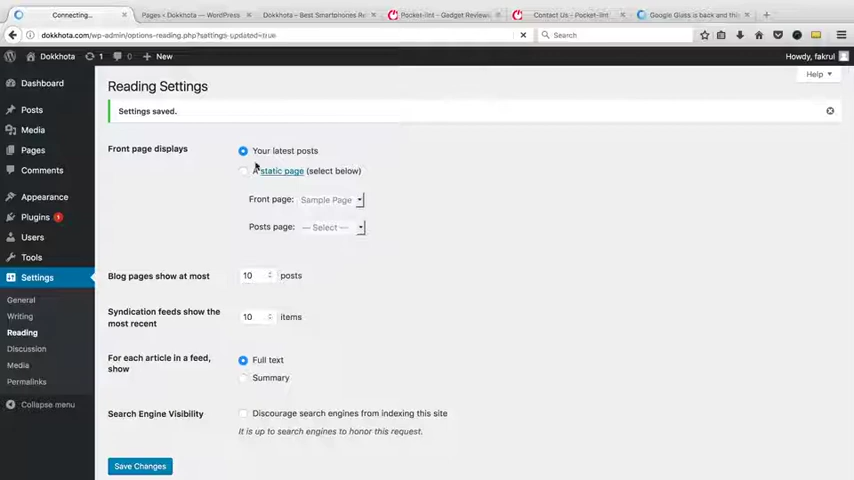 Connecting...
Pages ‹ Dokkhota — WordPress
Dokkhota – Best Smartphones R
Pocket-lint - Gadget Reviews
Contact Us - Pocket-lint
Google Glass is back and this
dokkhota.com/wp-admin/options-reading.php?settings-updated=true
Search
Dokkhota
1
0
New
Howdy, fakrul
Dashboard
Posts
Media
Pages
Comments
Appearance
Plugins 1
Users
Tools
Settings
General
Writing
Reading
Discussion
Media
Permalinks
Collapse menu
Help
Reading Settings
Settings saved.
Front page displays
Your latest posts
A static page (select below)
Front page: Sample Page
Posts page: — Select —
Blog pages show at most
10 posts
Syndication feeds show the
most recent
10 items
For each article in a feed,
show
Full text
Summary
Search Engine Visibility
Discourage search engines from indexing this site
It is up to search engines to honor this request.
Save Changes